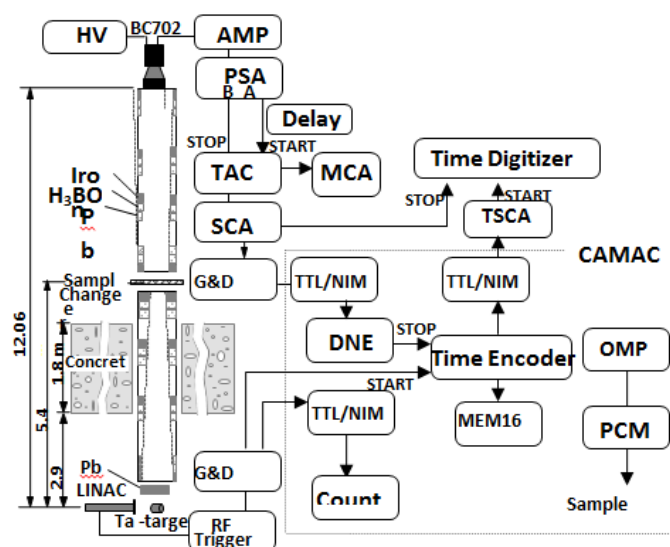 HV
BC702
AMP
PSA
B A
Delay
STOP
START
TAC
MCA
Time Digitizer
STOP
START
TSCA
SCA
Iro
H₃BO
n
P
b
CAMAC
Sampl
Change
e
G&D
TTL/NIM
TTL/NIM
DNE
STOP
Time Encoder
OMP
12.06
5.4
1.8 m
2.9
Concret
START
TTL/NIM
MEM16
PCM
Pb
LINAC
G&D
Count
Sample
Ta -targe
RF
Trigger